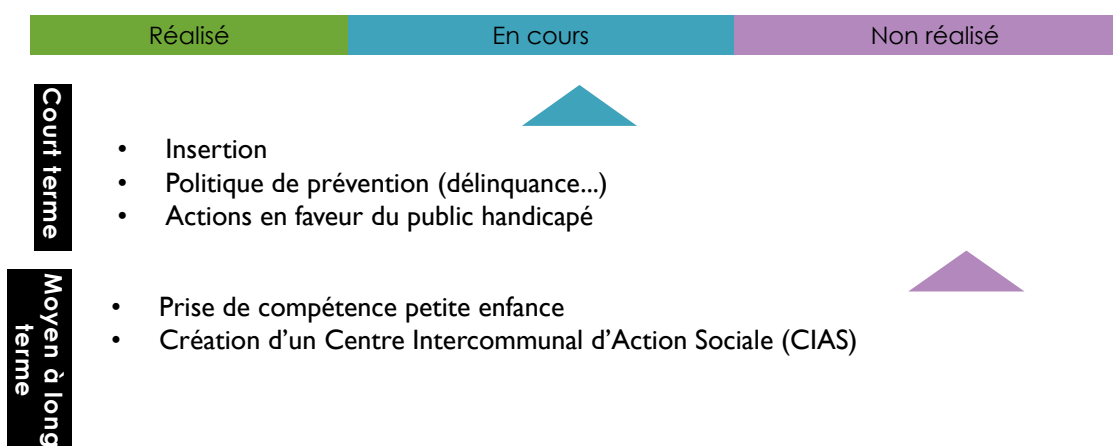 Réalisé
En cours
Non réalisé
Court terme
• Insertion
• Politique de prévention (délinquance...)
• Actions en faveur du public handicapé
Moyen à long
terme
• Prise de compétence petite enfance
• Création d’un Centre Intercommunal d’Action Sociale (CIAS)